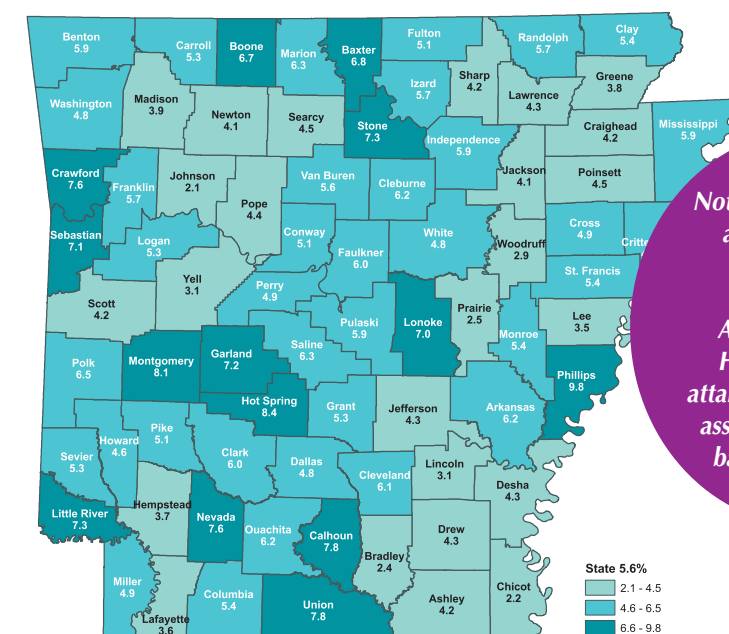 Benton
5.9
Carroll
5.3
Boone
6.7
Marion
6.3
Baxter
6.8
Fulton
5.1
Randolph
5.7
Clay
5.4
Sharp
4.2
Greene
3.8
Izard
5.7
Lawrence
4.3
Washington
4.8
Madison
3.9
Newton
4.1
Searcy
4.5
Stone
7.3
Independence
5.9
Craighead
4.2
Mississippi
5.9
Crawford
7.6
Franklin
5.7
Johnson
2.1
Pope
4.4
Van Buren
5.6
Cleburne
6.2
Jackson
4.1
Poinsett
4.5
Sebastian
7.1
Logan
5.3
Conway
5.1
Faulkner
6.0
White
4.8
Woodruff
2.9
Cross
4.9
Critte
St. Francis
5.4
Scott
4.2
Yell
3.1
Perry
4.9
Pulaski
5.9
Lonoke
7.0
Prairie
2.5
Monroe
5.4
Lee
3.5
Polk
6.5
Montgomery
8.1
Garland
7.2
Saline
6.3
Phillips
9.8
Hot Spring
8.4
Grant
5.3
Jefferson
4.3
Arkansas
6.2
Sevier
5.3
Howard
4.6
Pike
5.1
Clark
6.0
Dallas
4.8
Cleveland
6.1
Lincoln
3.1
Desha
4.3
Little River
7.3
Hempstead
3.7
Nevada
7.6
Ouachita
6.2
Calhoun
7.8
Bradley
2.4
Drew
4.3
Chicot
2.2
Miller
4.9
Lafayette
3.6
Columbia
5.4
Union
7.8
Ashley
4.2
Not
a
A
H
attai
ass
ba
State 5.6%
2.1 - 4.5
4.6 - 6.5
6.6 - 9.8